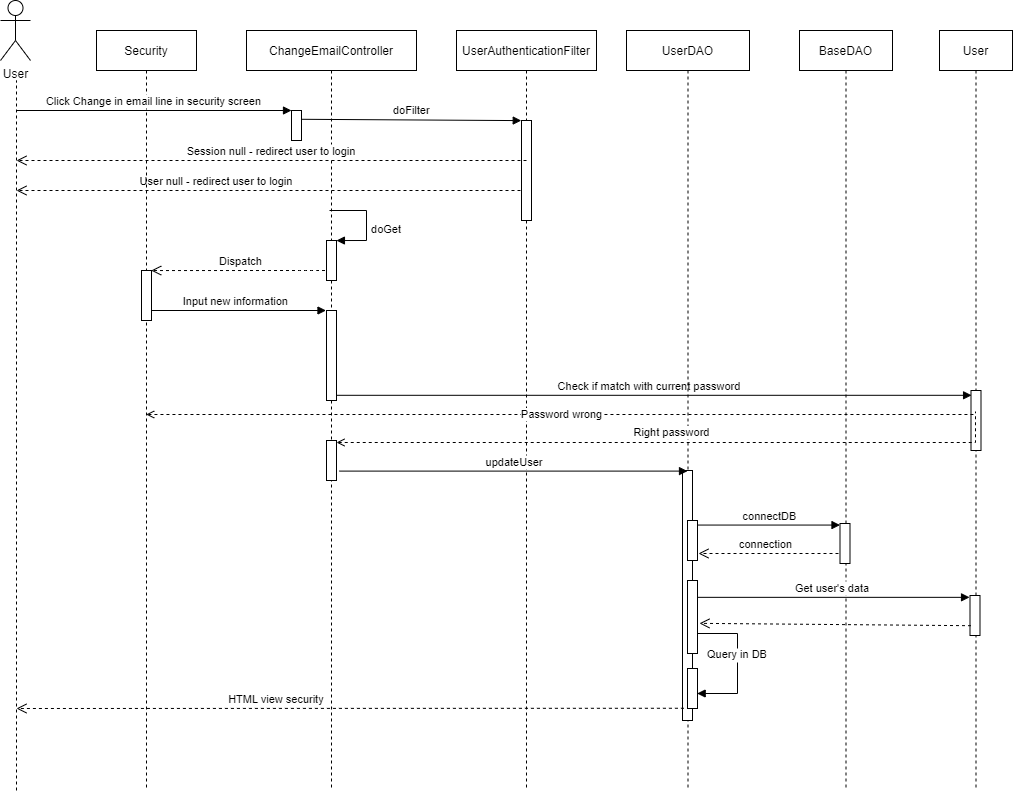 User
Security
ChangeEmailController
UserAuthenticationFilter
UserDAO
BaseDAO
User
Click Change in email line in security screen
doFilter
Session null - redirect user to login
User null - redirect user to login
doGet
Dispatch
Input new information
Check if match with current password
Password wrong
Right password
updateUser
connectDB
connection
Get user's data
Query in DB
HTML view security